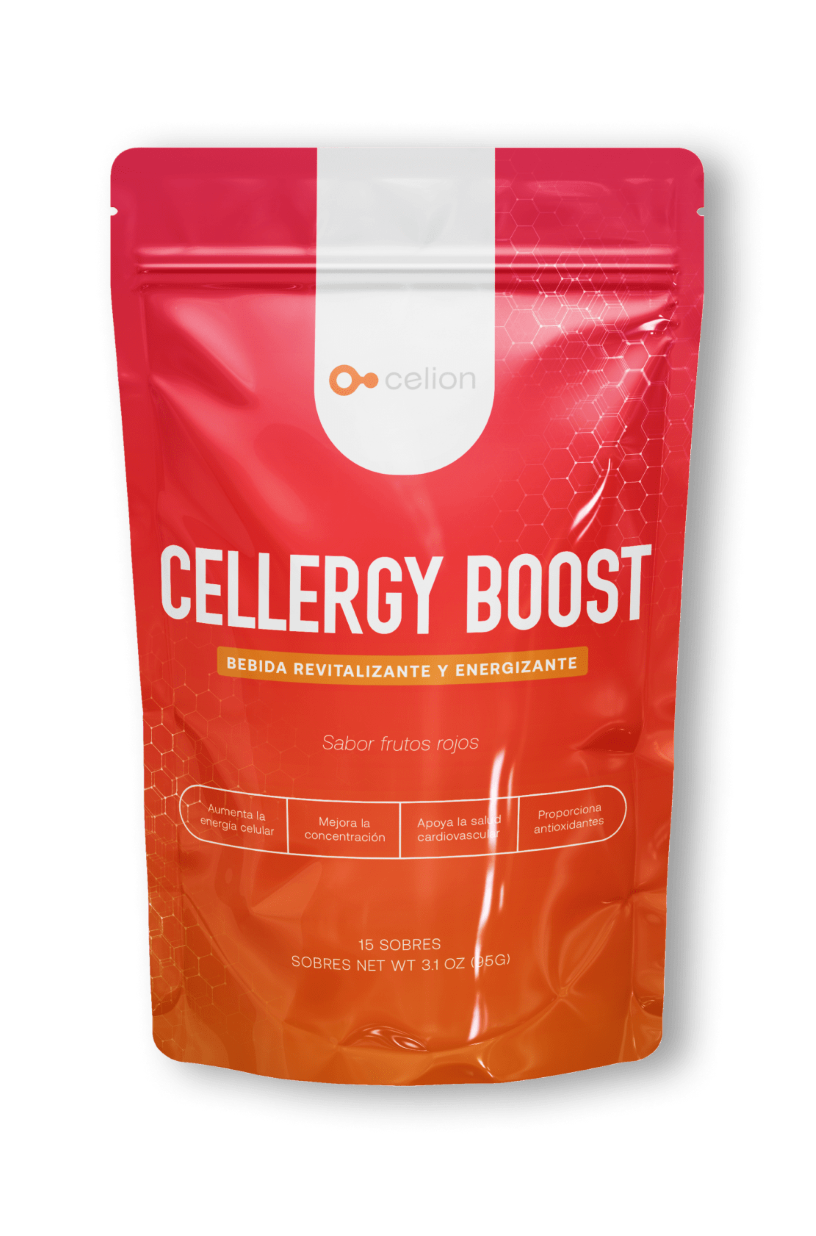 celion
CELLERGY BOOST
BEBIDA REVITALIZANTE Y ENERGIZANTE
Sabor frutos rojos
Aumenta la
energía celular
Mejora la
concentración
Apoya la salud
cardiovascular
Proporciona
antioxidantes
15 SOBRES
SOBRES NET WT 3.1 OZ (95G)